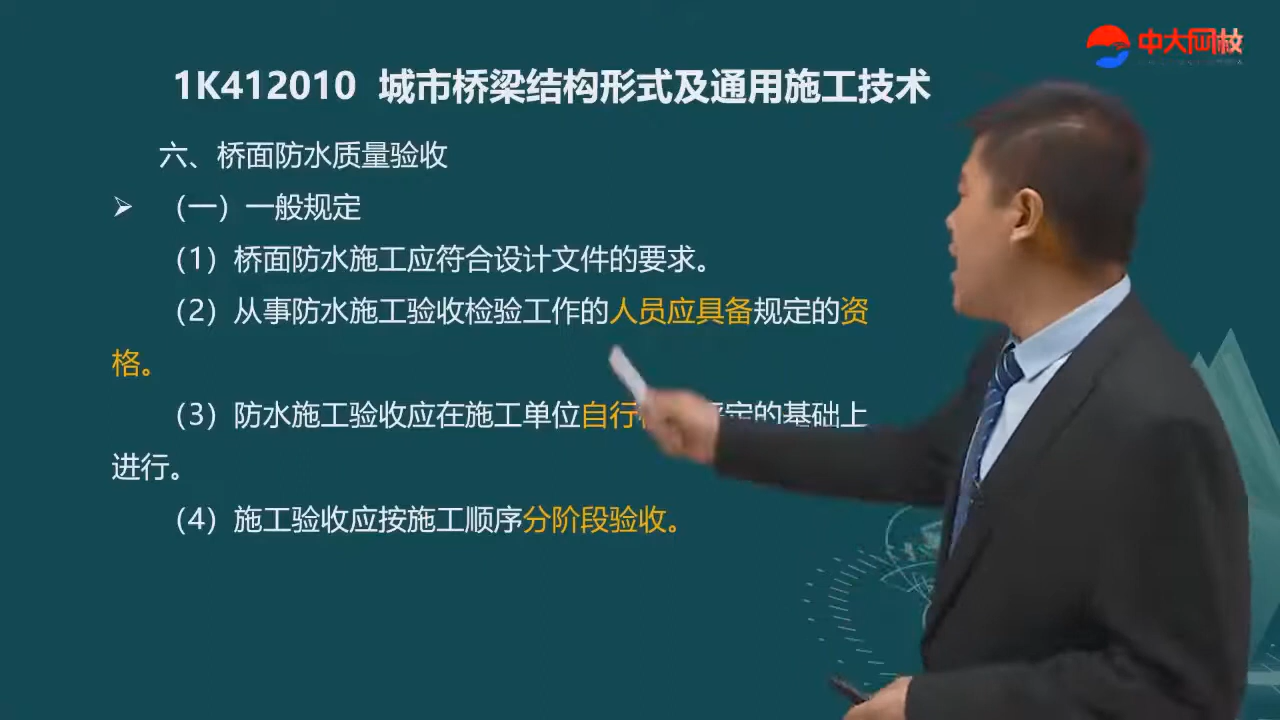 中大网校
1K412010 城市桥梁结构形式及通用施工技术
六、桥面防水质量验收
（一）一般规定
（1）桥面防水施工应符合设计文件的要求。
（2）从事防水施工验收检验工作的人员应具备规定的资
格。
（3）防水施工验收应在施工单位自行 定的基础上
进行。
（4）施工验收应按施工顺序分阶段验收。